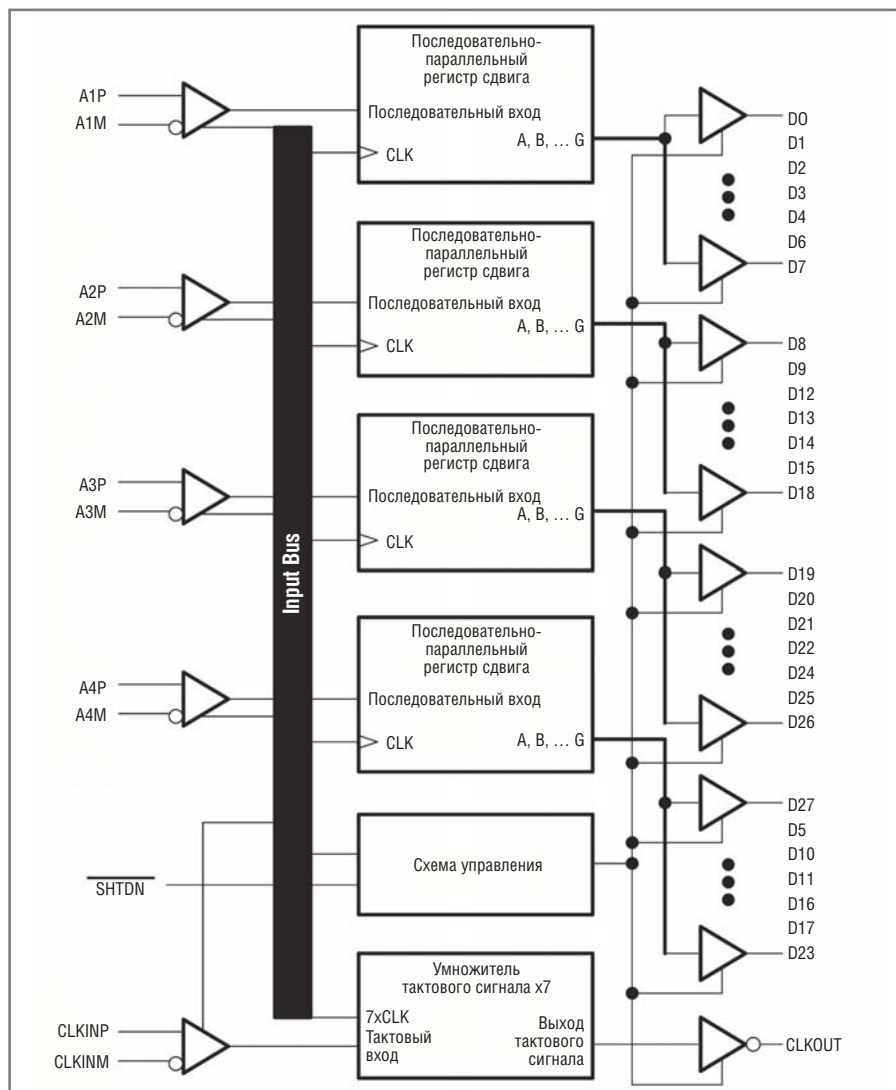 Последовательно-
параллельный
регистр сдвига
A1P
A1M
Последовательный вход
A, B, ... G
CLK
D0
D1
D2
D3
D4
D6
D7
Последовательно-
параллельный
регистр сдвига
A2P
A2M
Последовательный вход
A, B, ... G
CLK
D8
D9
D12
D13
D14
D15
D18
Последовательно-
параллельный
регистр сдвига
A3P
A3M
Последовательный вход
A, B, ... G
CLK
Input Bus
D19
D20
D21
D22
D24
D25
D26
Последовательно-
параллельный
регистр сдвига
A4P
A4M
Последовательный вход
A, B, ... G
CLK
D27
D5
D10
D11
D16
D17
D23
Схема управления
SHTDN
Умножитель
тактового сигнала x7
7xCLK
Тактовый
вход
Выход
тактового
сигнала
CLKINP
CLKINM
CLKOUT